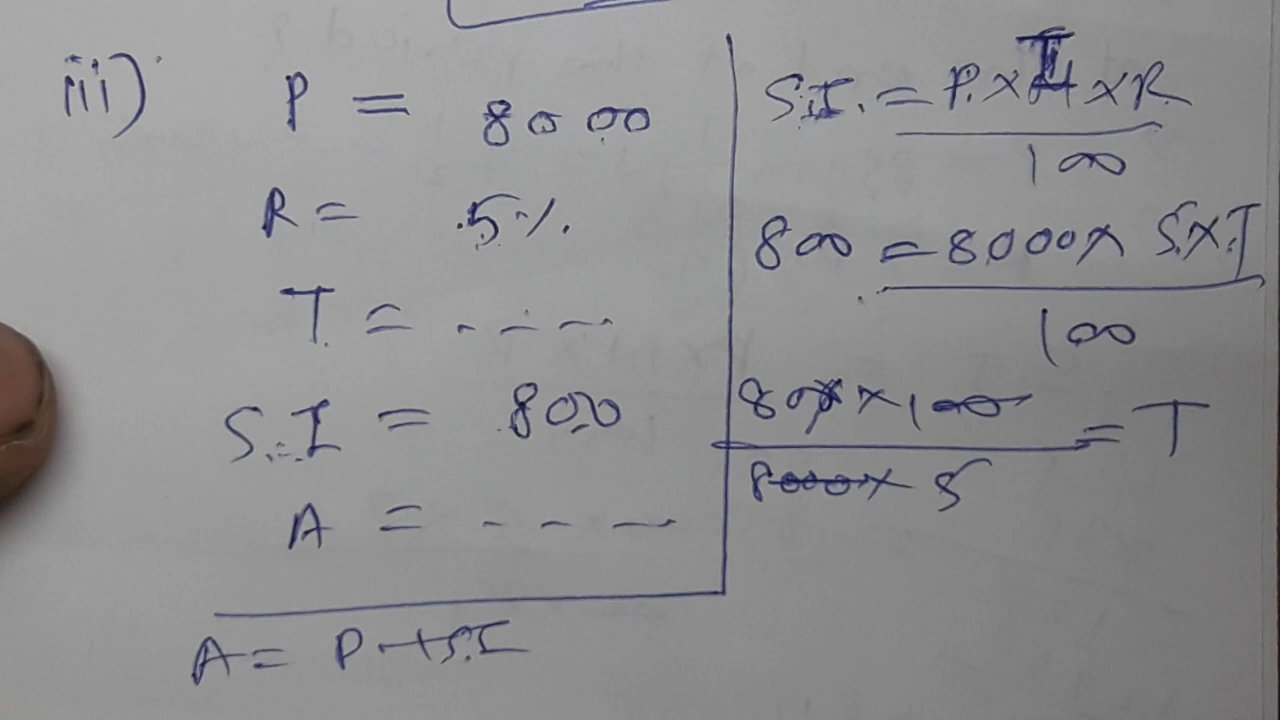 iii)
P = 8000
R = 5%
T = - - -
S.I = 800
A = - - -
A = P + S.I
S.I. = P. x T x R
100
800 = 8000 x 5 x T
100
800 x 100 = T
8000 x 5